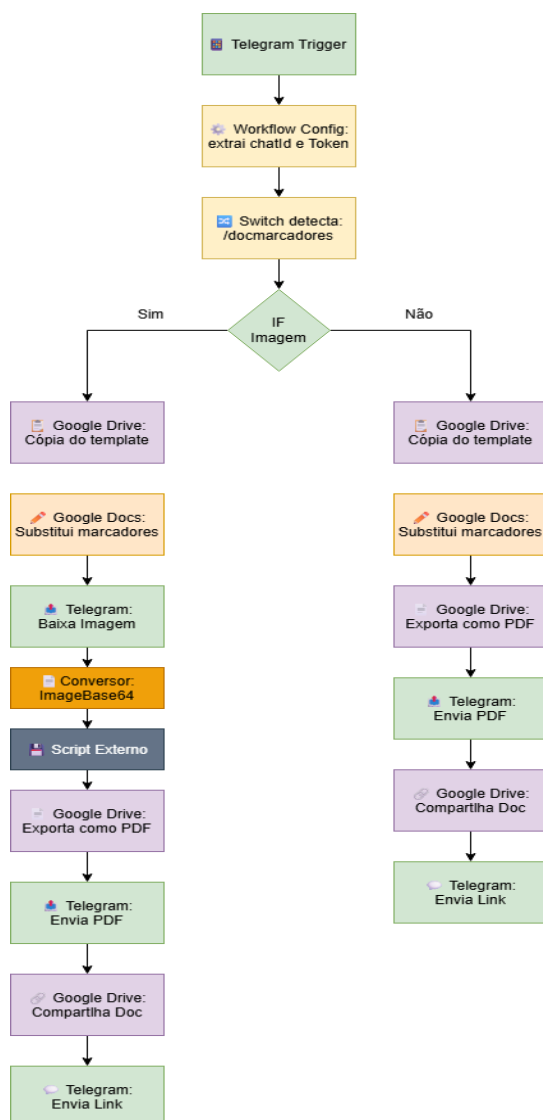 Telegram Trigger
Workflow Config:
extrai chatId e Token
Switch detecta:
/docmarcadores
IF
Imagem
Sim
Não
Google Drive:
Cópia do template
Google Docs:
Substitui marcadores
Telegram:
Baixa Imagem
Conversor:
ImageBase64
Script Externo
Google Drive:
Exporta como PDF
Telegram:
Envia PDF
Google Drive:
Compartlha Doc
Telegram:
Envia Link
Google Drive:
Cópia do template
Google Docs:
Substitui marcadores
Google Drive:
Exporta como PDF
Telegram:
Envia PDF
Google Drive:
Compartlha Doc
Telegram:
Envia Link